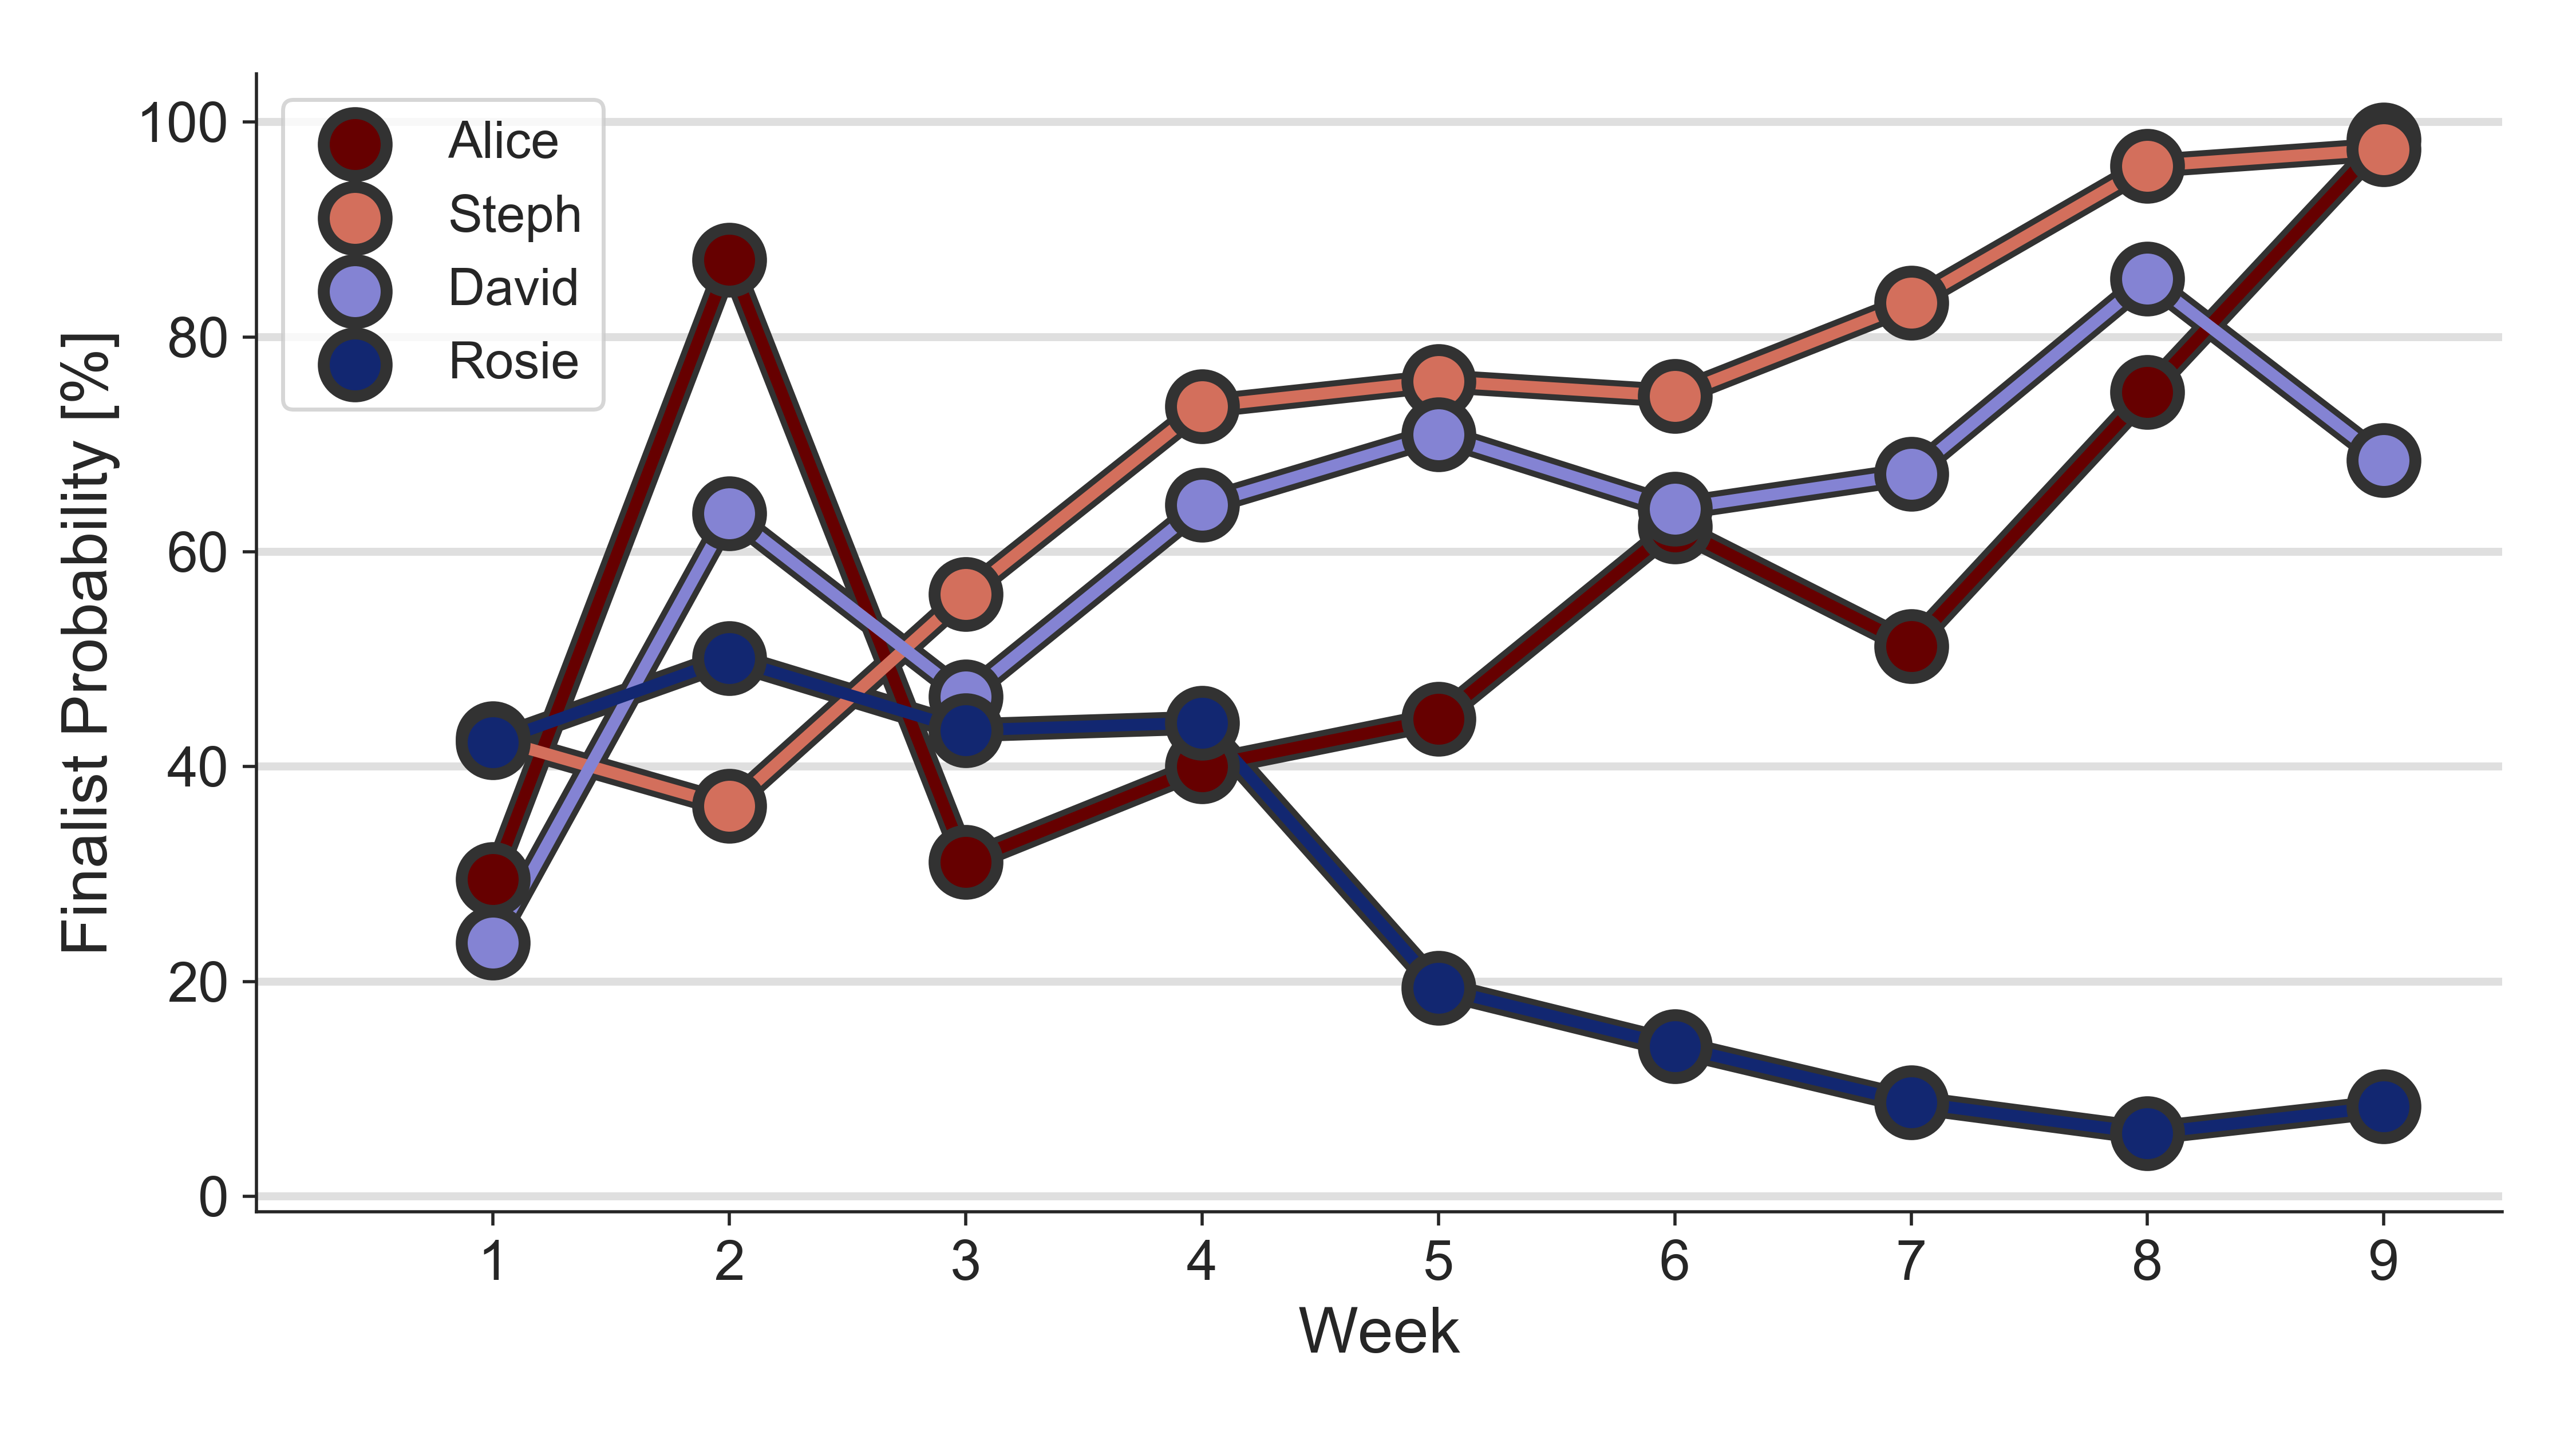 Alice
Steph
David
Rosie
Finalist Probability [%]
100
80
60
40
20
0
1 2 3 4 5 6 7 8 9
Week